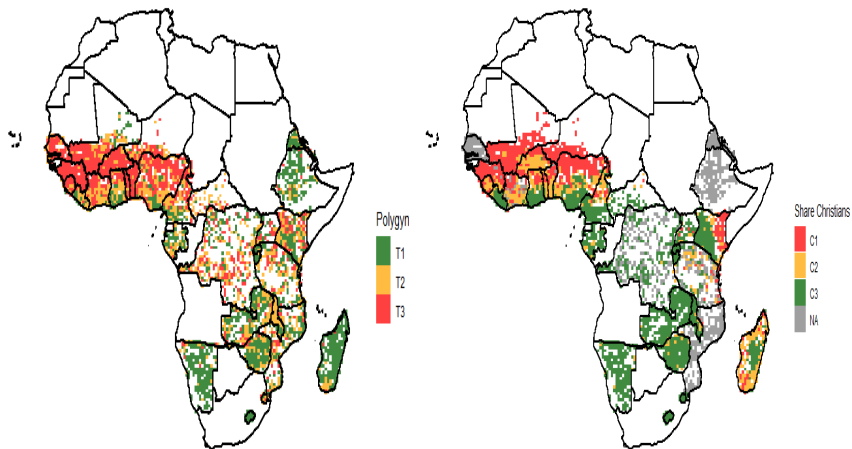 Polygyn
T1
T2
T3
Share Christians
C1
C2
C3
NA